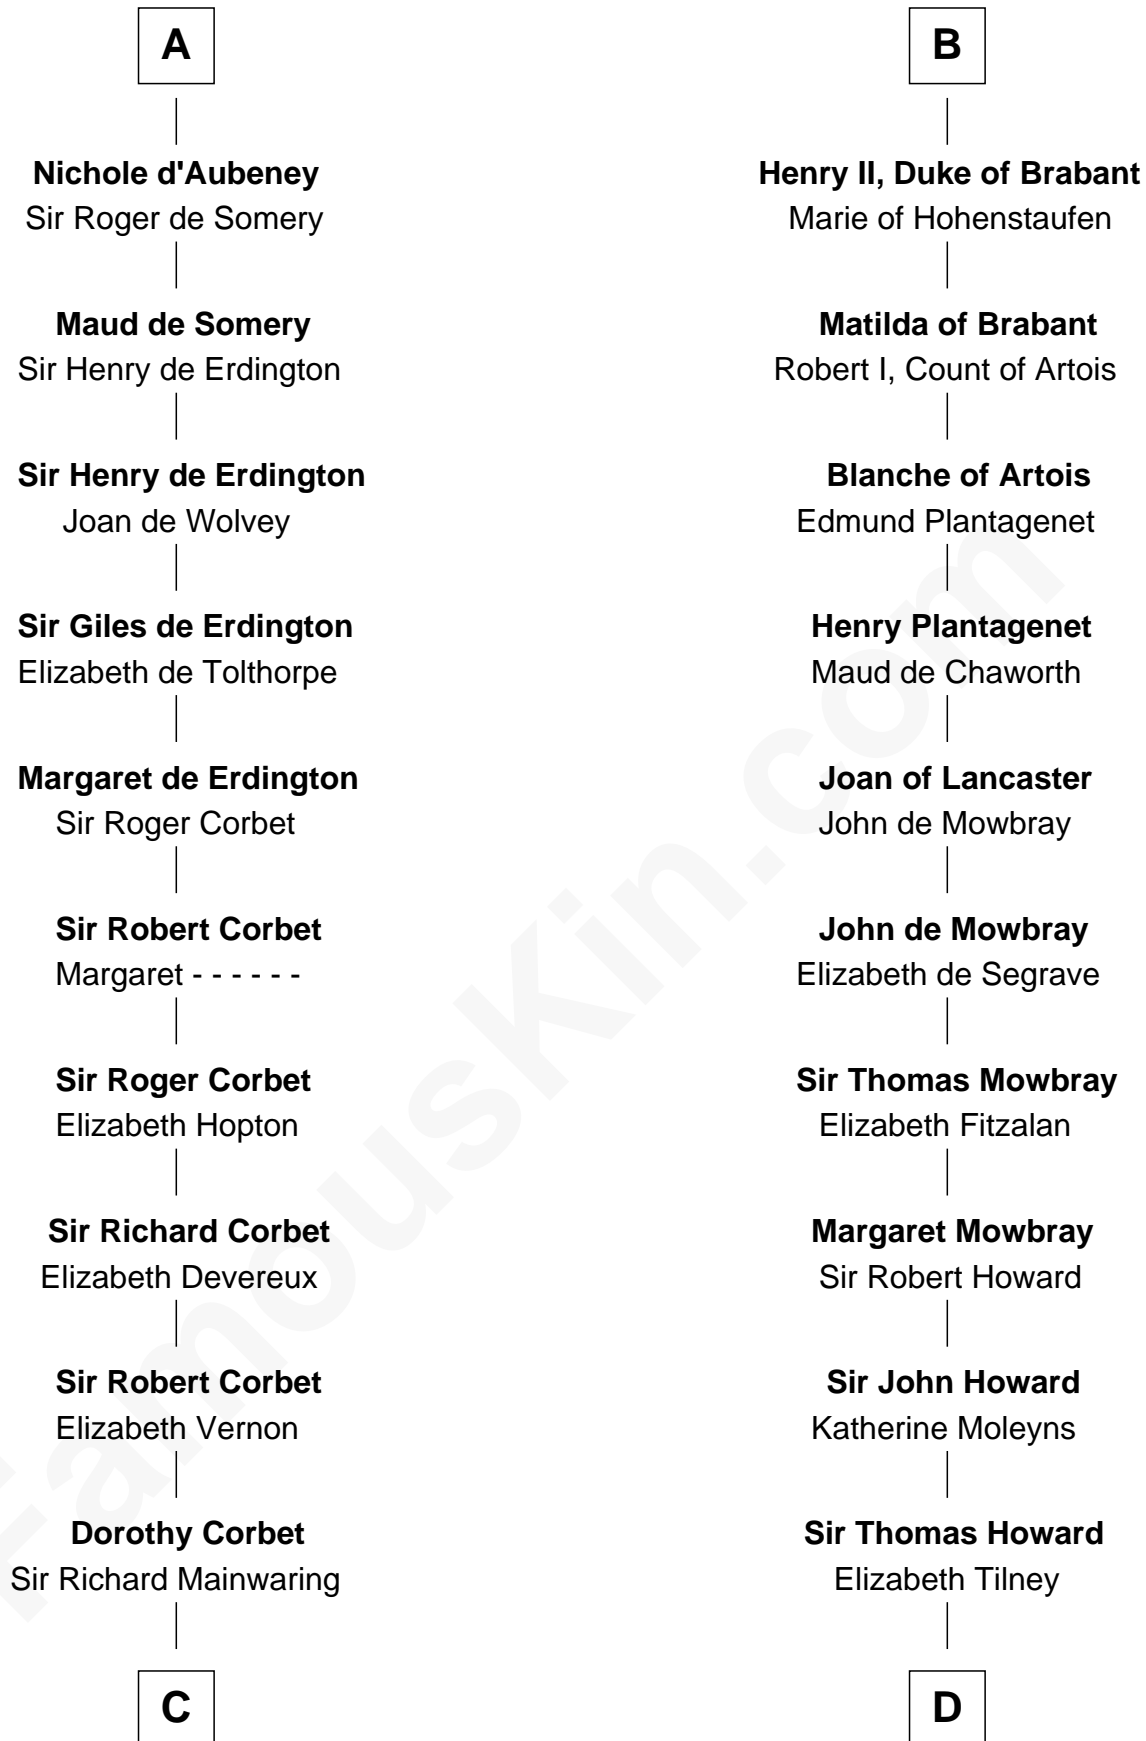 A
Nichole d'Aubeney
Sir Roger de Somery
Maud de Somery
Sir Henry de Erdington
Sir Henry de Erdington
Joan de Wolvey
Sir Giles de Erdington
Elizabeth de Tolthorpe
Margaret de Erdington
Sir Roger Corbet
Sir Robert Corbet
Margaret - - - - - -
Sir Roger Corbet
Elizabeth Hopton
Sir Richard Corbet
Elizabeth Devereux
Sir Robert Corbet
Elizabeth Vernon
Dorothy Corbet
Sir Richard Mainwaring
C
B
Henry II, Duke of Brabant
Marie of Hohenstaufen
Matilda of Brabant
Robert I, Count of Artois
Blanche of Artois
Edmund Plantagenet
Henry Plantagenet
Maud de Chaworth
Joan of Lancaster
John de Mowbray
John de Mowbray
Elizabeth de Segrave
Sir Thomas Mowbray
Elizabeth Fitzalan
Margaret Mowbray
Sir Robert Howard
Sir John Howard
Katherine Moleyns
Sir Thomas Howard
Elizabeth Tilney
D
FamousKin.com